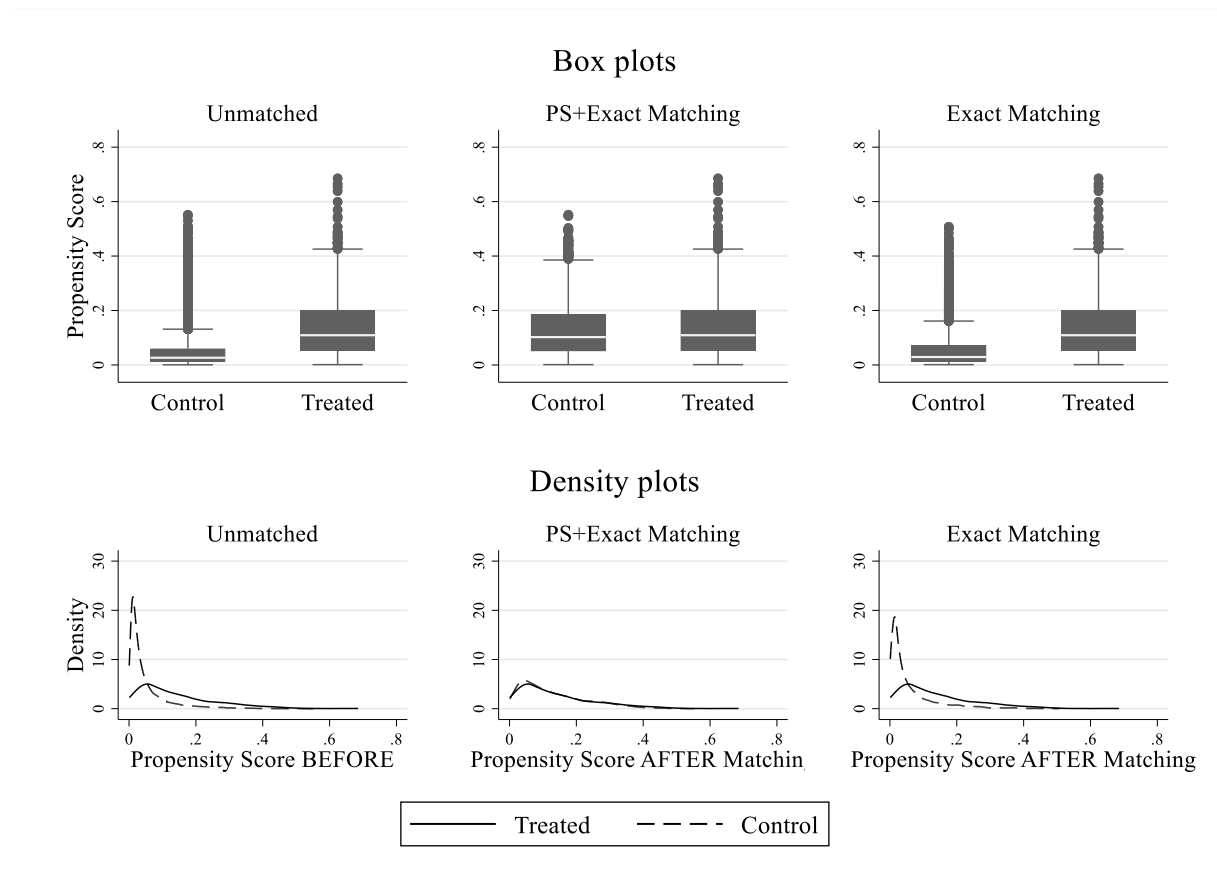 Box plots
Unmatched PS+Exact Matching Exact Matching
Propensity Score
.8 .8 .8
.6 .6 .6
.4 .4 .4
.2 .2 .2
0 0 0
Control Treated Control Treated Control Treated
Density plots
Unmatched PS+Exact Matching Exact Matching
Density
30 30 30
20 20 20
10 10 10
0 0 0
0 .2 .4 .6 .8 0 .2 .4 .6 .8 0 .2 .4 .6 .8
Propensity Score BEFORE Propensity Score AFTER Matchin Propensity Score AFTER Matching
Treated Control